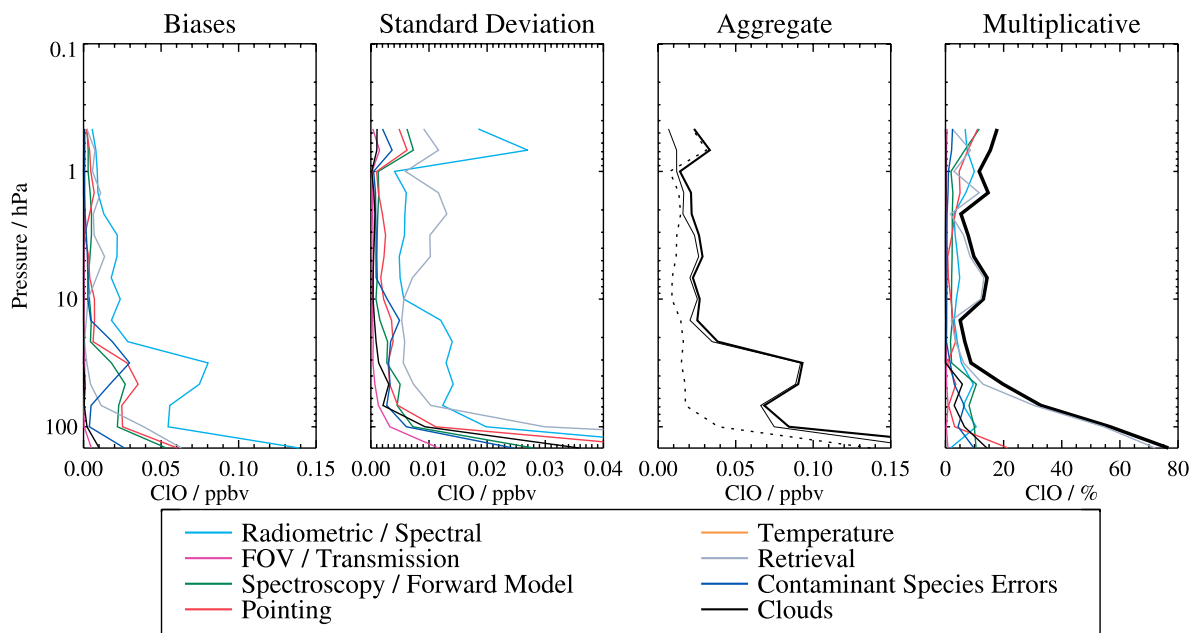 Biases
Standard Deviation
Aggregate
Multiplicative
Pressure / hPa
0.1
1
10
100
0.00 0.05 0.10 0.15
ClO / ppbv
0.00 0.01 0.02 0.03 0.04
ClO / ppbv
0.00 0.05 0.10 0.15
ClO / ppbv
0 20 40 60 80
ClO / %
Radiometric / Spectral
FOV / Transmission
Spectroscopy / Forward Model
Pointing
Temperature
Retrieval
Contaminant Species Errors
Clouds